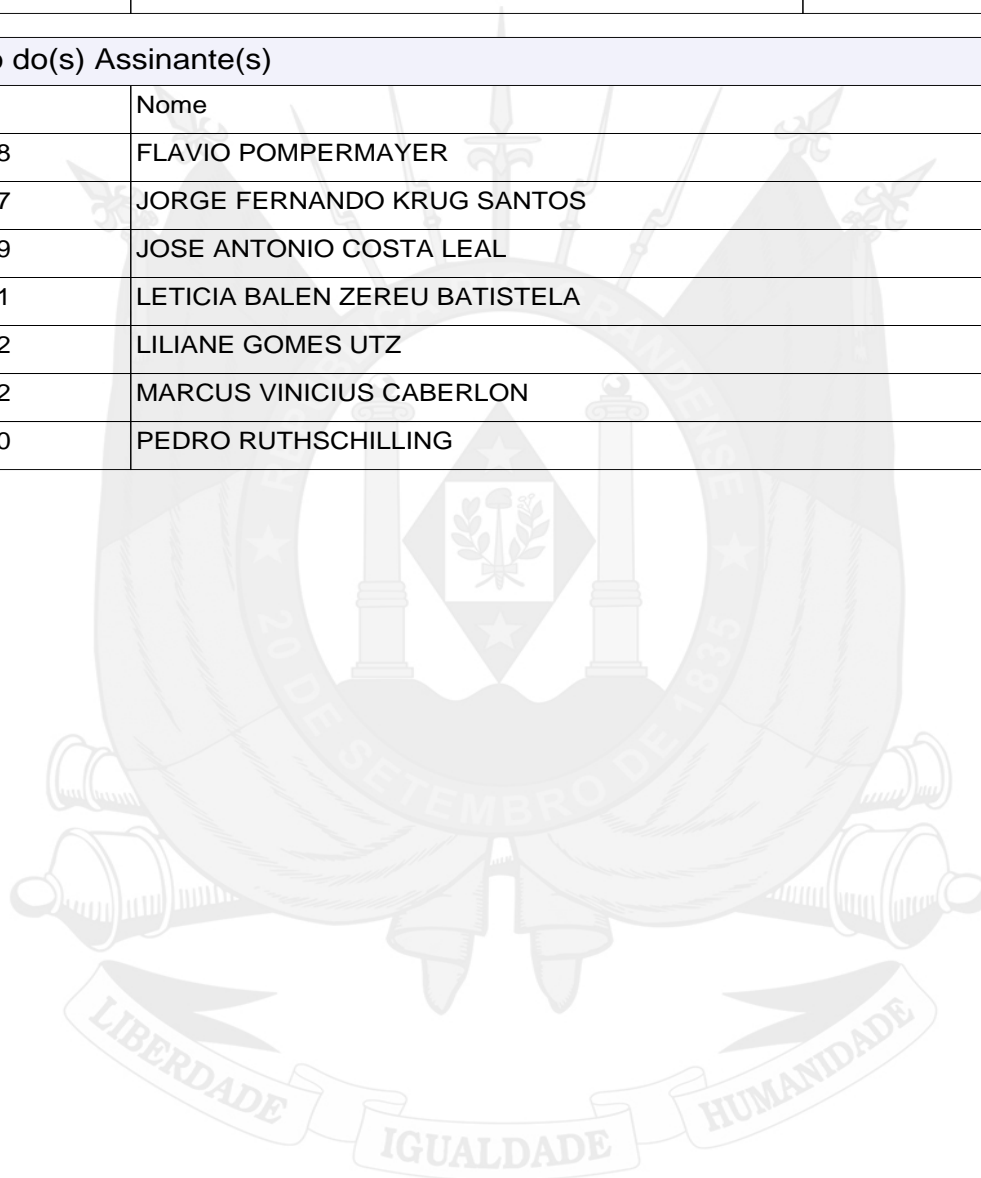 do(s) Assinante(s)
Nome
8 FLAVIO POMPERMAYER
7 JORGE FERNANDO KRUG SANTOS
9 JOSE ANTONIO COSTA LEAL
1 LETICIA BALEN ZEREU BATISTELA
2 LILIANE GOMES UTZ
2 MARCUS VINICIUS CABERLON
0 PEDRO RUTHSCHILLING
20 DE SETEMBRO DE 1835
LIBERDADE
IGUALDADE
HUMANIDADE